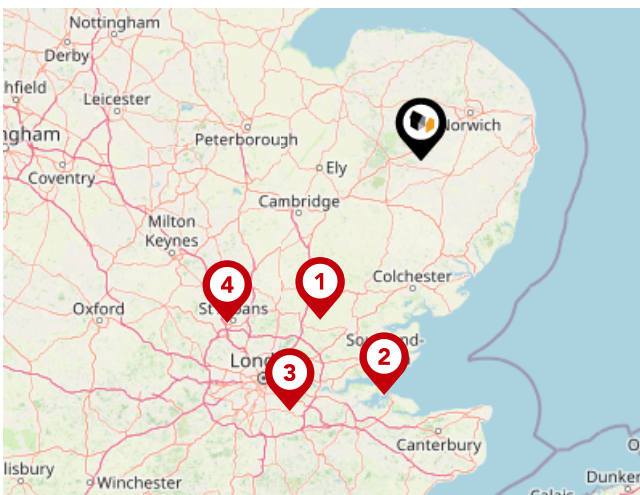 Nottingham
Derby
hfield
Leicester
Norwich
ngham
Peterborough
Ely
Coventry
Cambridge
Milton
Keynes
1
4
Colchester
Oxford
St Albans
2
3
Canterbury
lisbury
Winchester
Dunker
Calais